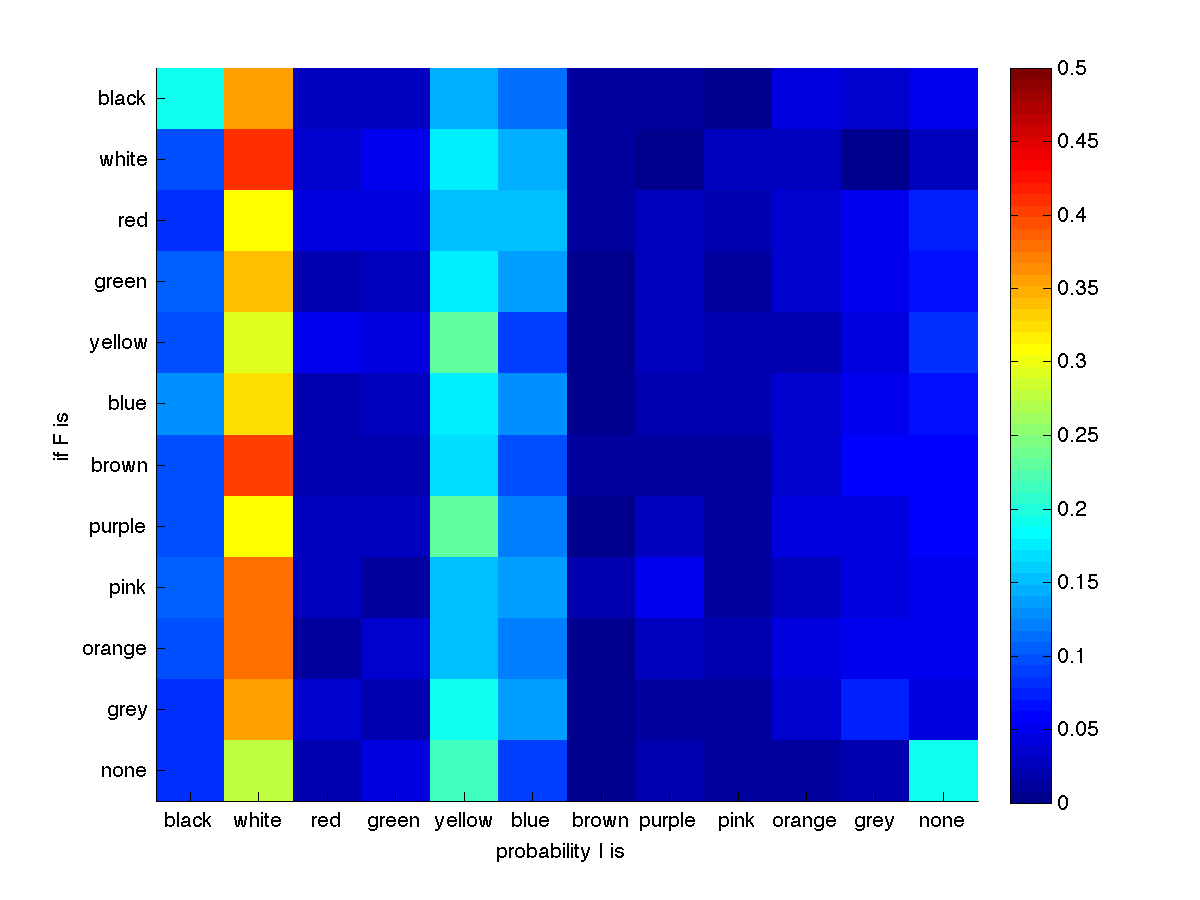 black
white
red
green
yellow
blue
brown
purple
pink
orange
grey
none
if F is
black white red green yellow blue brown purple pink orange grey none
probability I is
0.5
0.45
0.4
0.35
0.3
0.25
0.2
0.15
0.1
0.05
0